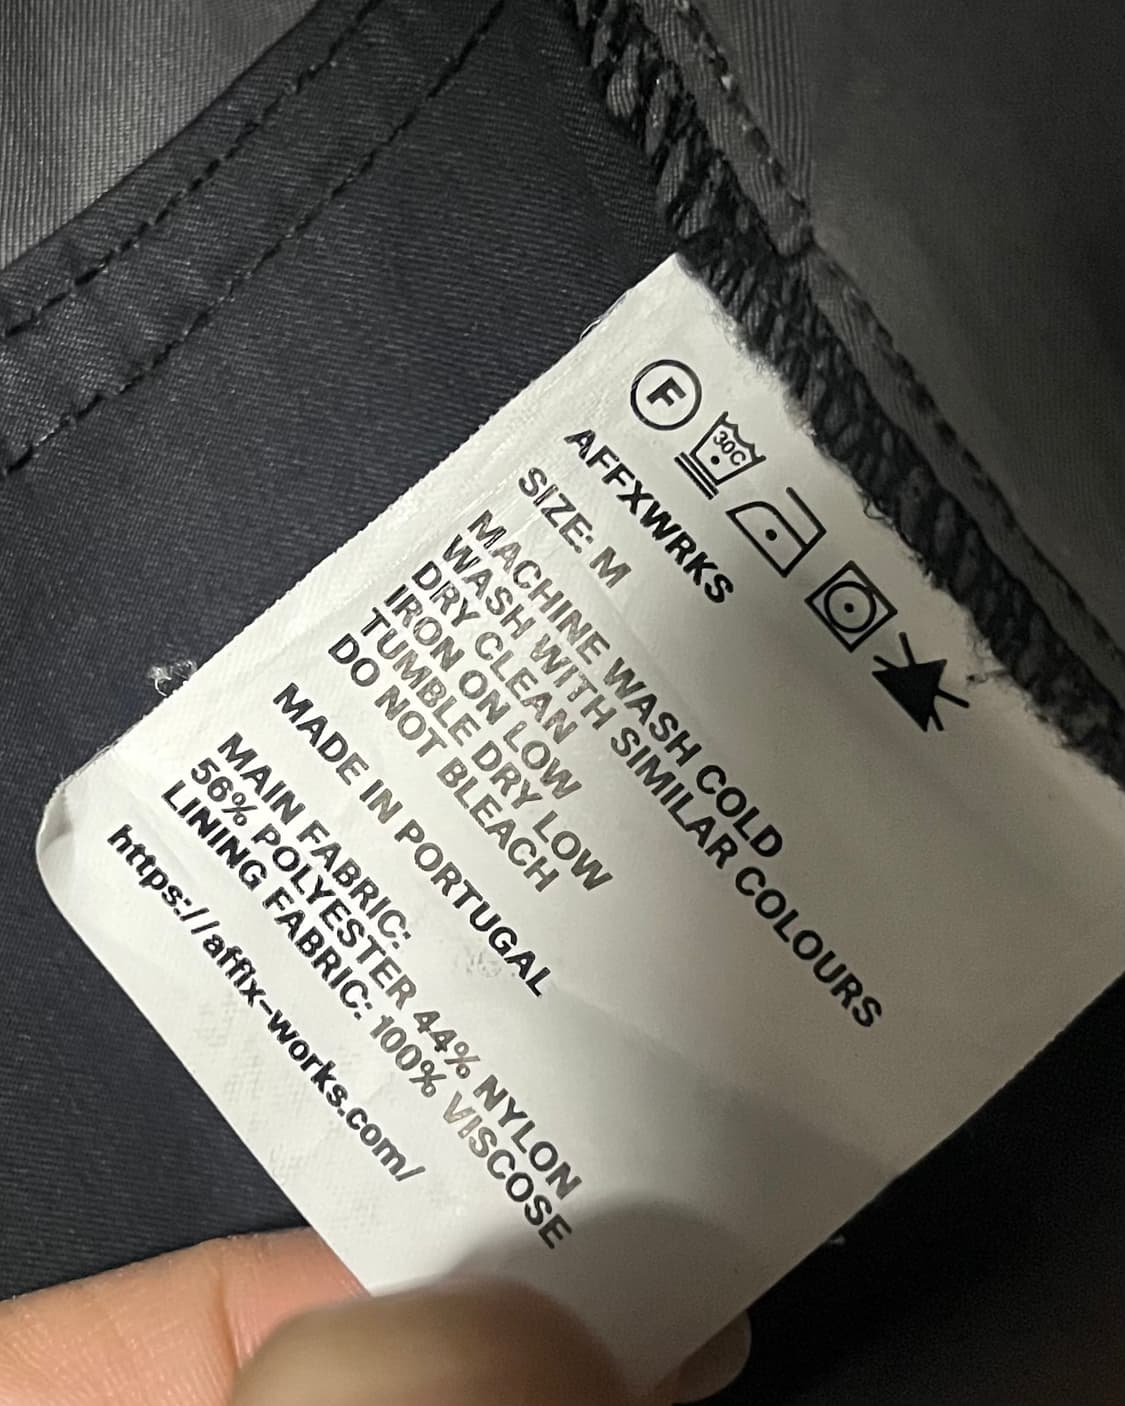 F
30C
AFFXWRKS
SIZE: M
MACHINE WASH COLD
WASH WITH SIMILAR COLOURS
DRY CLEAN
IRON ON LOW
TUMBLE DRY LOW
DO NOT BLEACH
MADE IN PORTUGAL
MAIN FABRIC:
56% POLYESTER 44% NYLON
LINING FABRIC: 100% VISCOSE
https://affix-works.com/